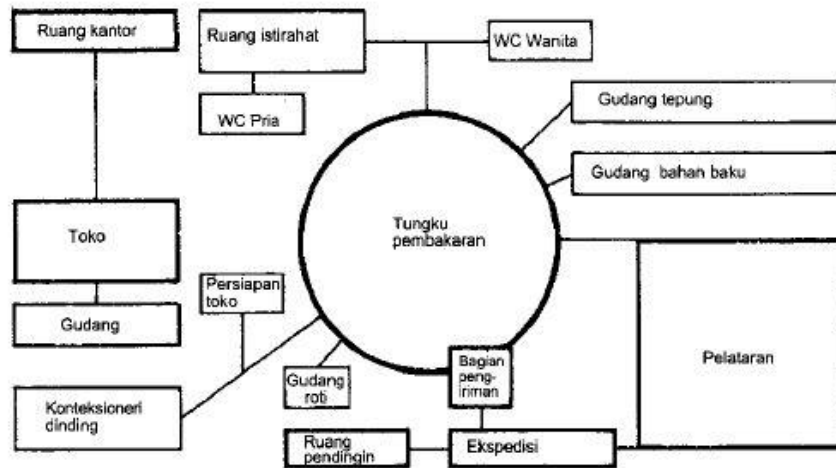 Ruang kantor
Ruang istirahat
WC Wanita
WC Pria
Gudang tepung
Gudang bahan baku
Toko
Tungku
pembakaran
Persiapan
toko
Gudang
Pelataran
Bagian
peng-
iriman
Gudang
roti
Konteksioneri
dinding
Ruang
pendingin
Ekspedisi